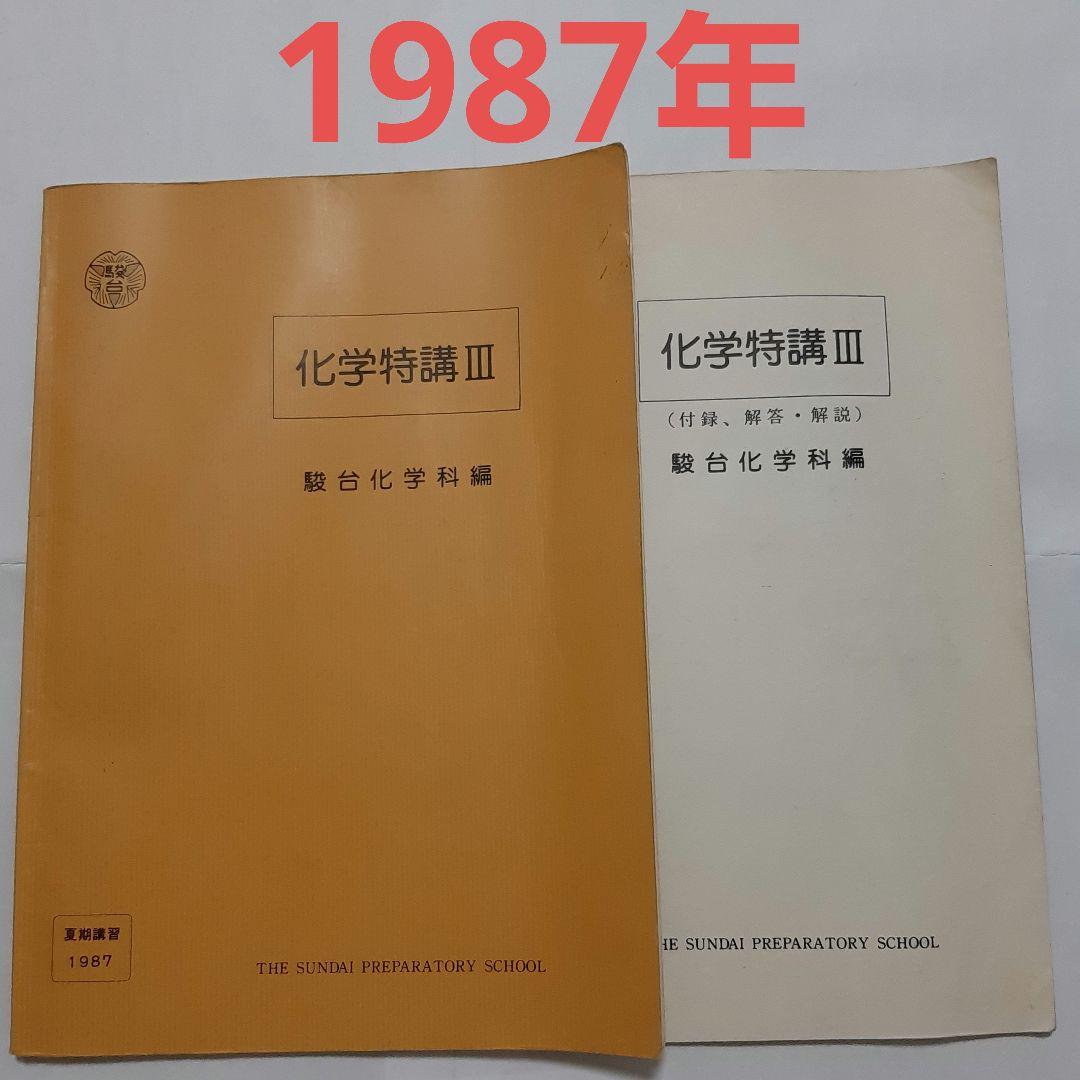 1987年
駿台
化学特講Ⅲ
駿台化学科編
夏期講習
1987
THE SUNDAI PREPARATORY SCHOOL
化学特講Ⅲ
(付録、解答・解説)
駿台化学科編
HE SUNDAI PREPARATORY SCHOOL